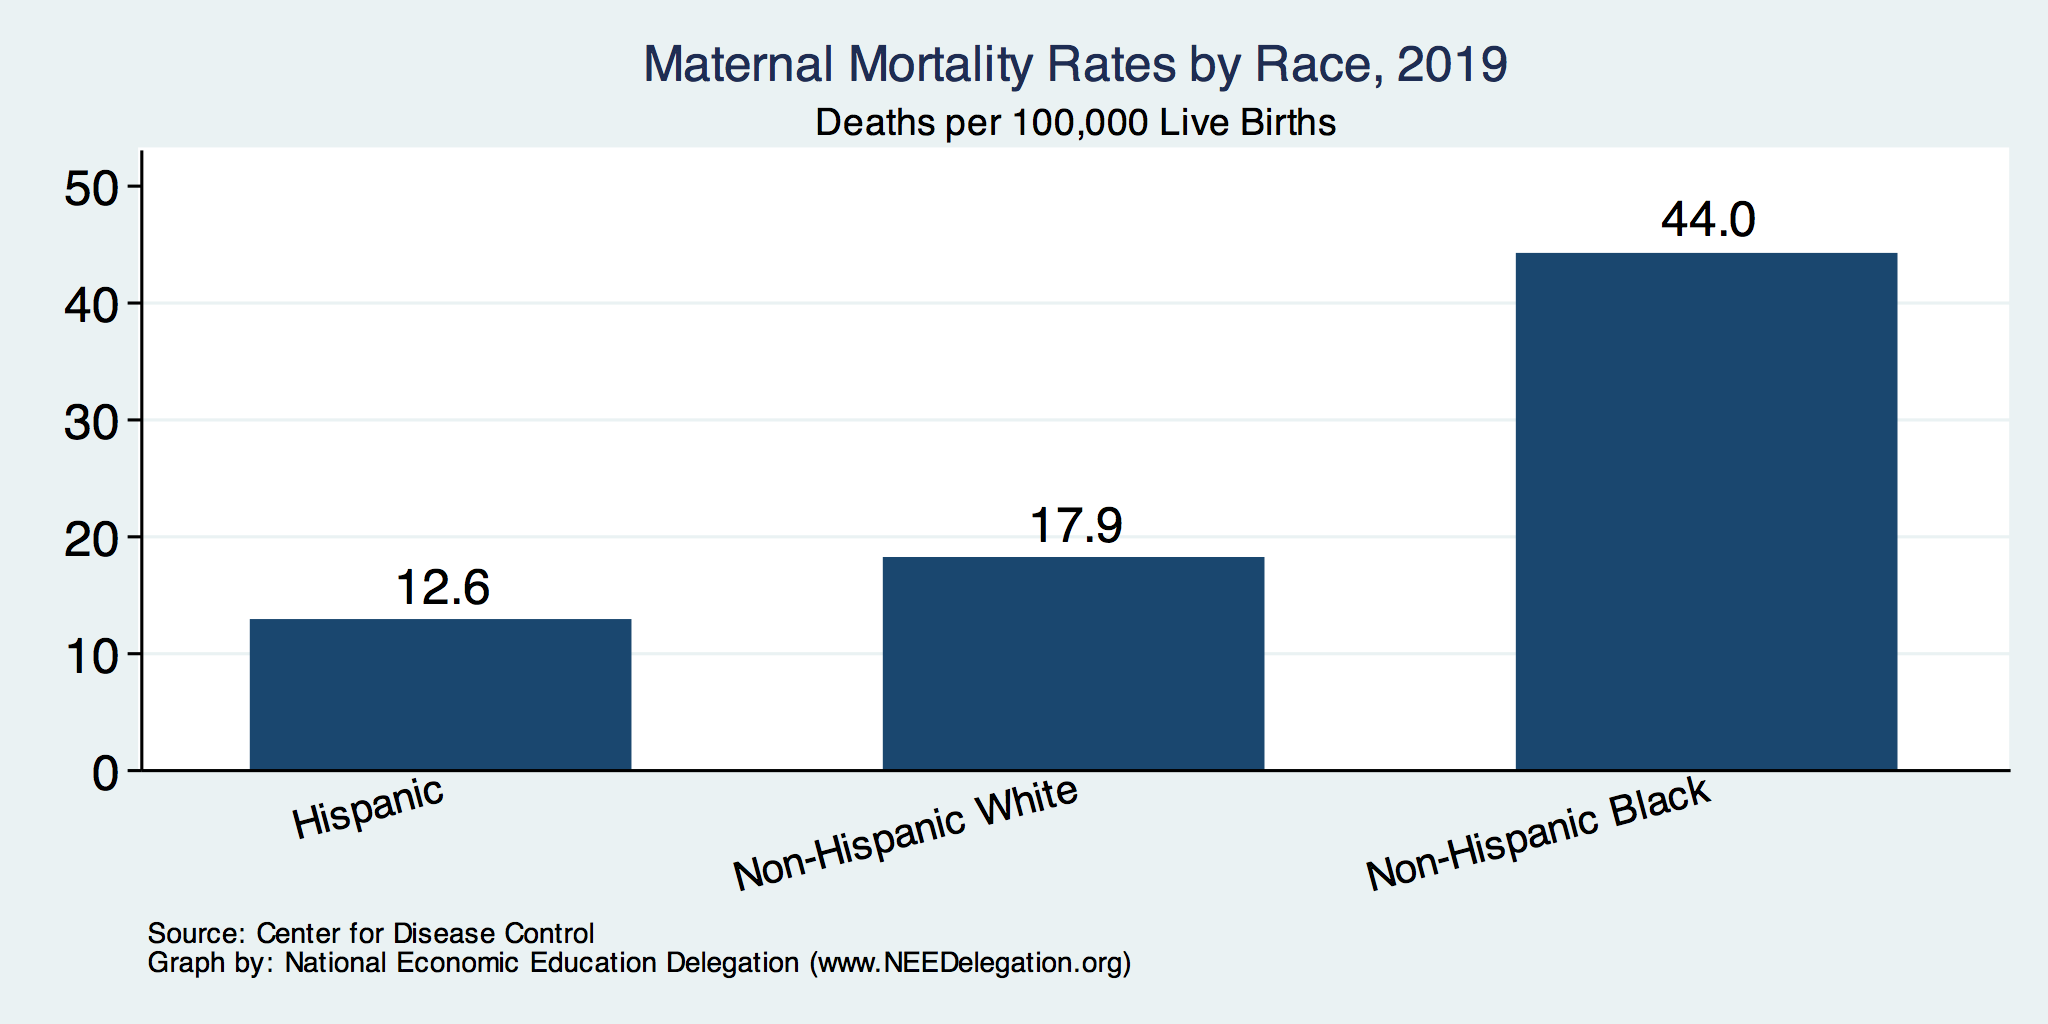 Maternal Mortality Rates by Race, 2019
Deaths per 100,000 Live Births
50
40
30
20
10
0
12.6
17.9
44.0
Hispanic
Non-Hispanic White
Non-Hispanic Black
Source: Center for Disease Control
Graph by: National Economic Education Delegation (www.NEEDelegation.org)